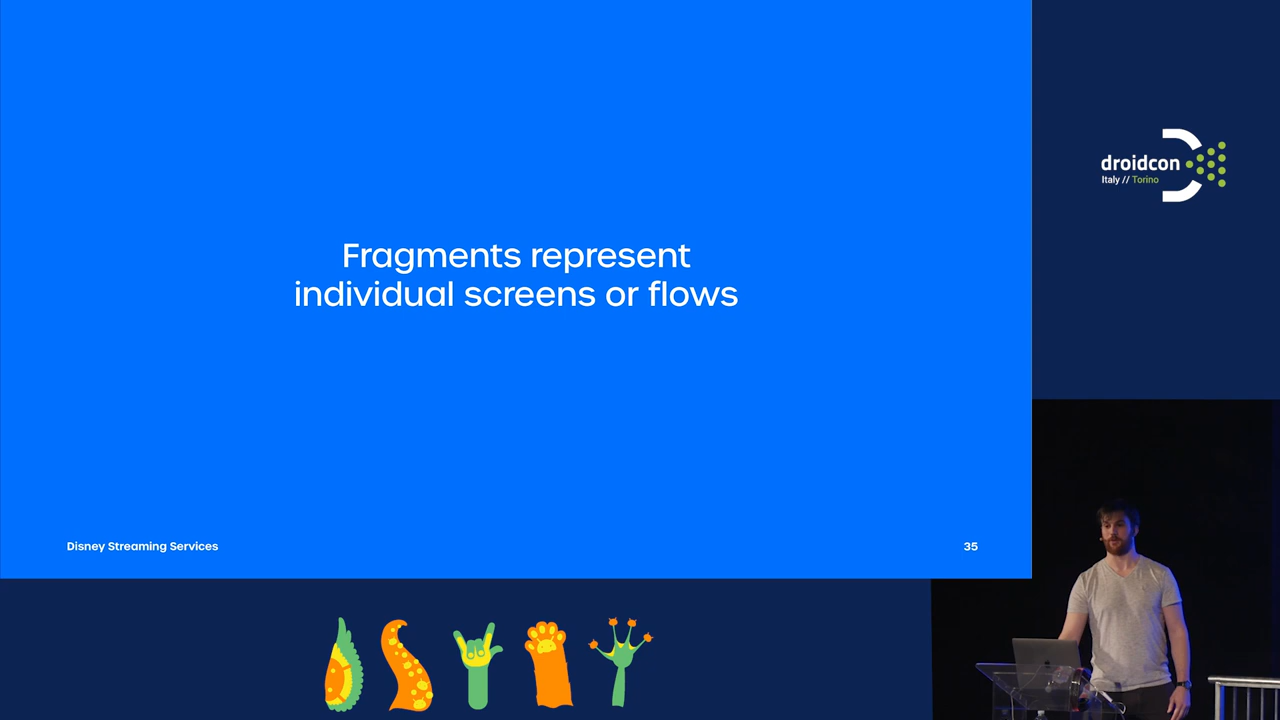 Fragments represent
individual screens or flows
Disney Streaming Services
35
droidcon
Italy // Torino